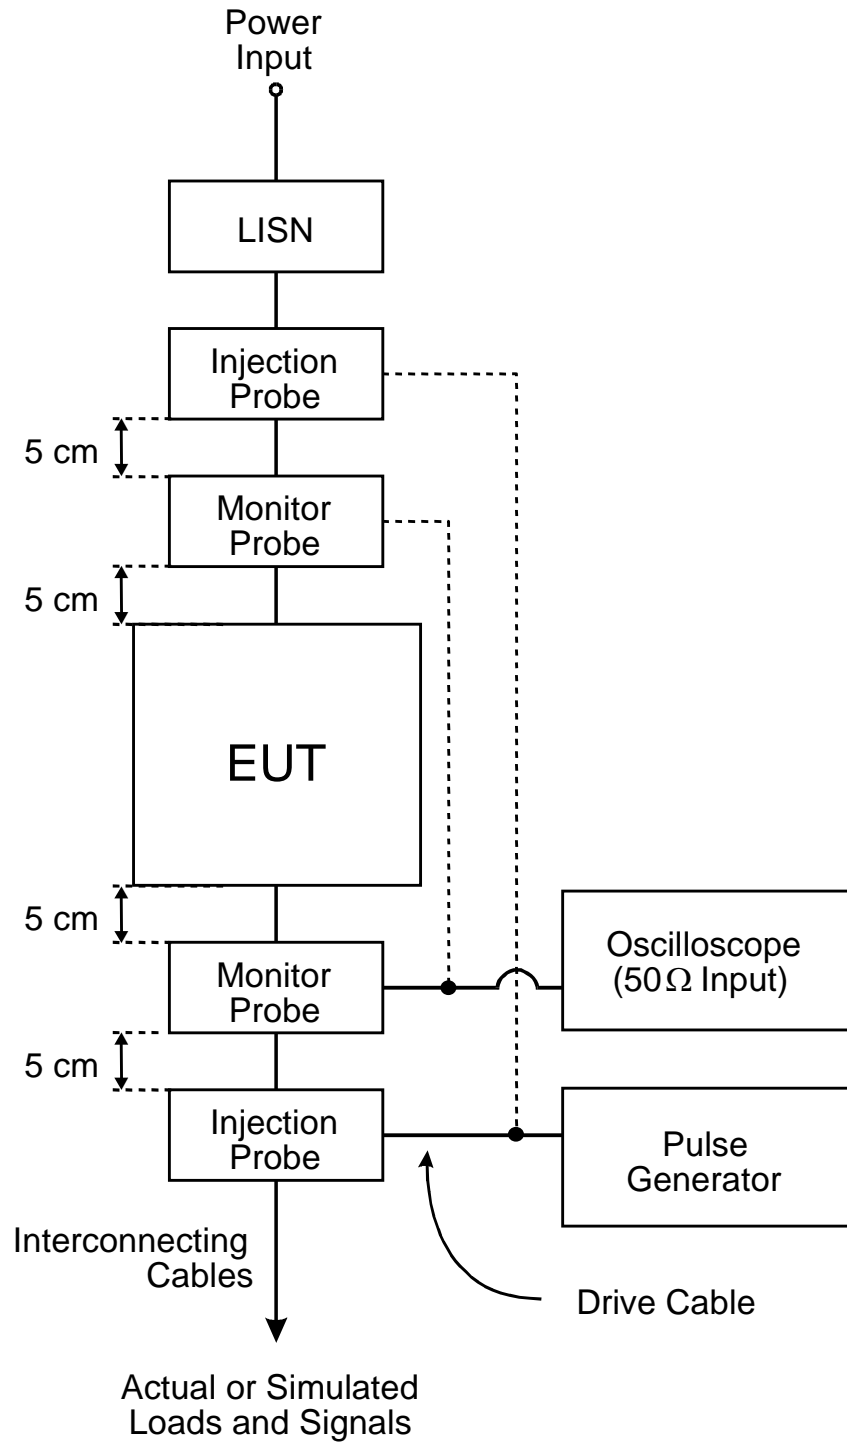 Power
Input
LISN
Injection
Probe
5 cm
Monitor
Probe
5 cm
EUT
5 cm
Monitor
Probe
Oscilloscope
(50Ω Input)
5 cm
Injection
Probe
Pulse
Generator
Interconnecting
Cables
Drive Cable
Actual or Simulated
Loads and Signals